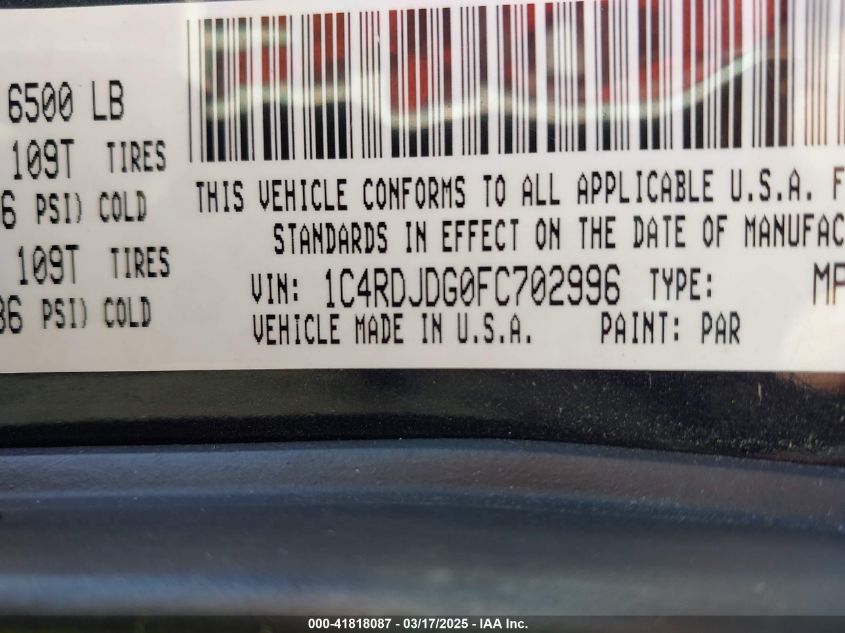 6500 LB
109T TIRES
6 PSI) COLD
109T TIRES
36 PSI) COLD
THIS VEHICLE CONFORMS TO ALL APPLICABLE U.S.A. F
STANDARDS IN EFFECT ON THE DATE OF MANUFAC
VIN: 1C4RDJDG0FC702996 TYPE: MP
VEHICLE MADE IN U.S.A. PAINT: PAR
000-41818087 - 03/17/2025 - IAA Inc.